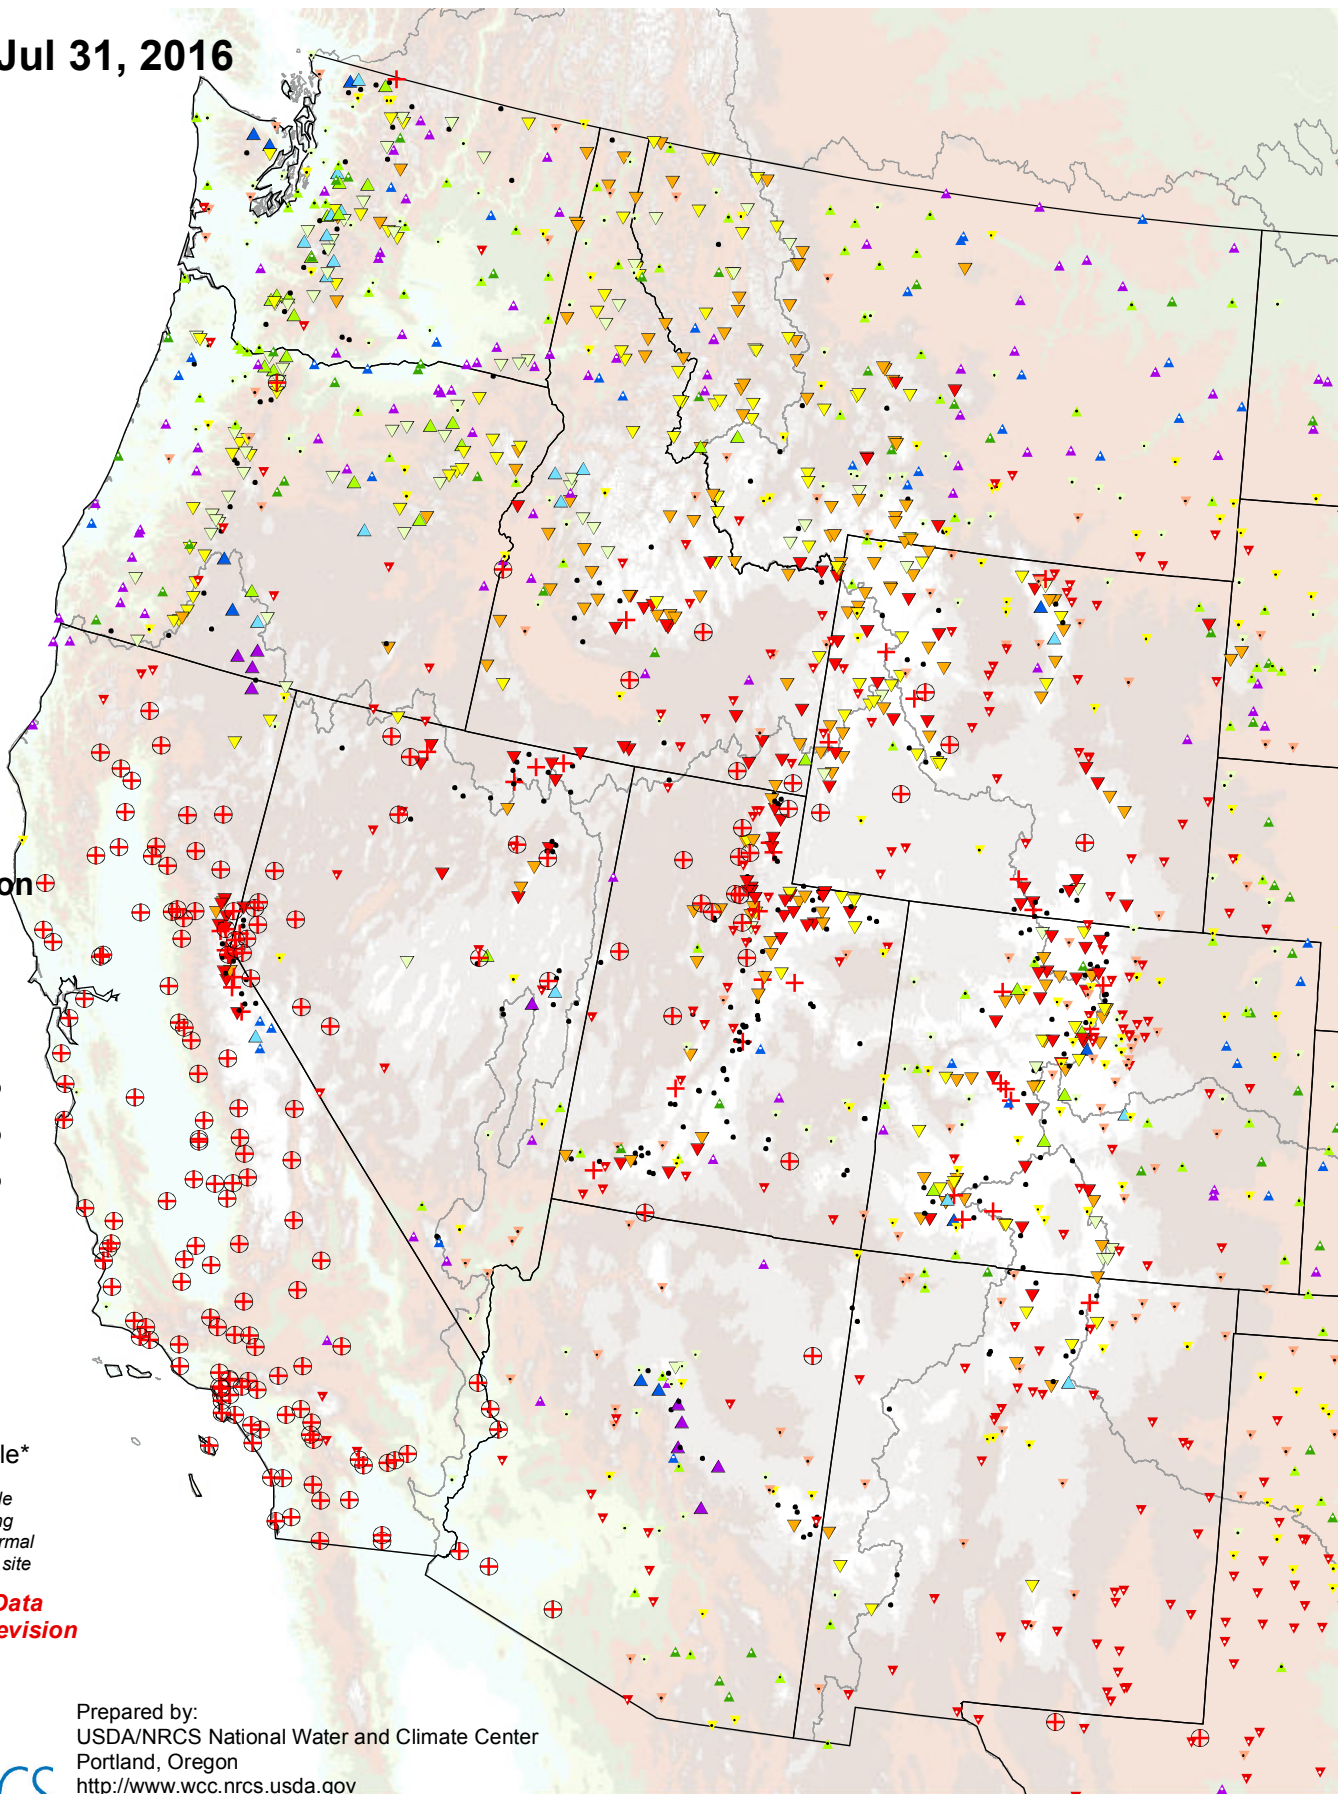 Jul 31, 2016
on
le*
le
ng
rmal
site
Data
evision
Prepared by:
USDA/NRCS National Water and Climate Center
Portland, Oregon
http://www.wcc.nrcs.usda.gov
CS